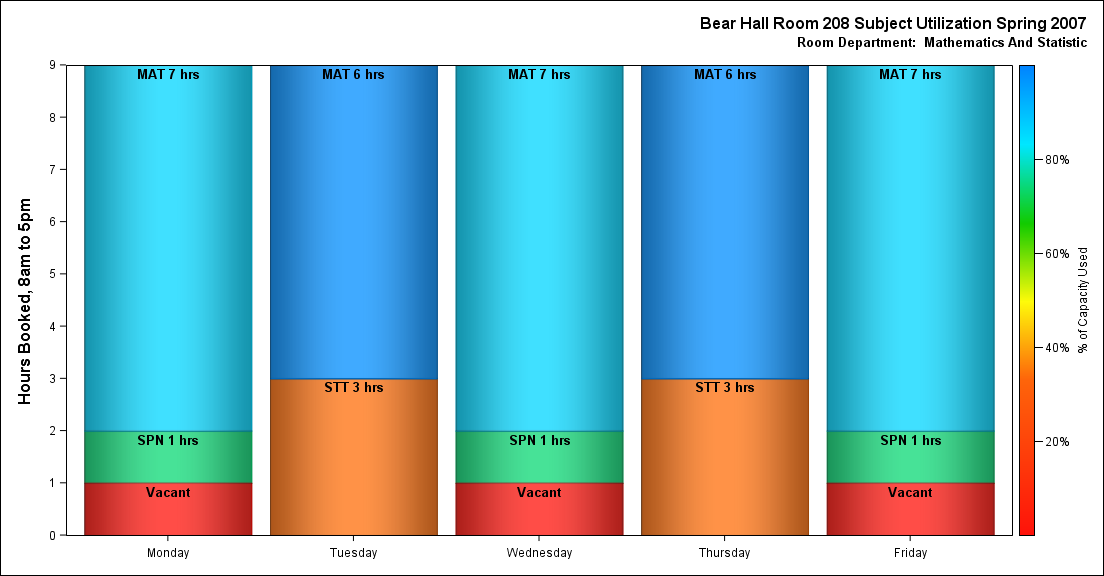 Bear Hall Room 208 Subject Utilization Spring 2007
Room Department:  Mathematics And Statistic
Hours Booked, 8am to 5pm
9
8
7
6
5
4
3
2
1
0
MAT 7 hrs
SPN 1 hrs
Vacant
MAT 6 hrs
STT 3 hrs
MAT 7 hrs
SPN 1 hrs
Vacant
MAT 6 hrs
STT 3 hrs
MAT 7 hrs
SPN 1 hrs
Vacant
Monday
Tuesday
Wednesday
Thursday
Friday
80%
60%
40%
20%
% of Capacity Used